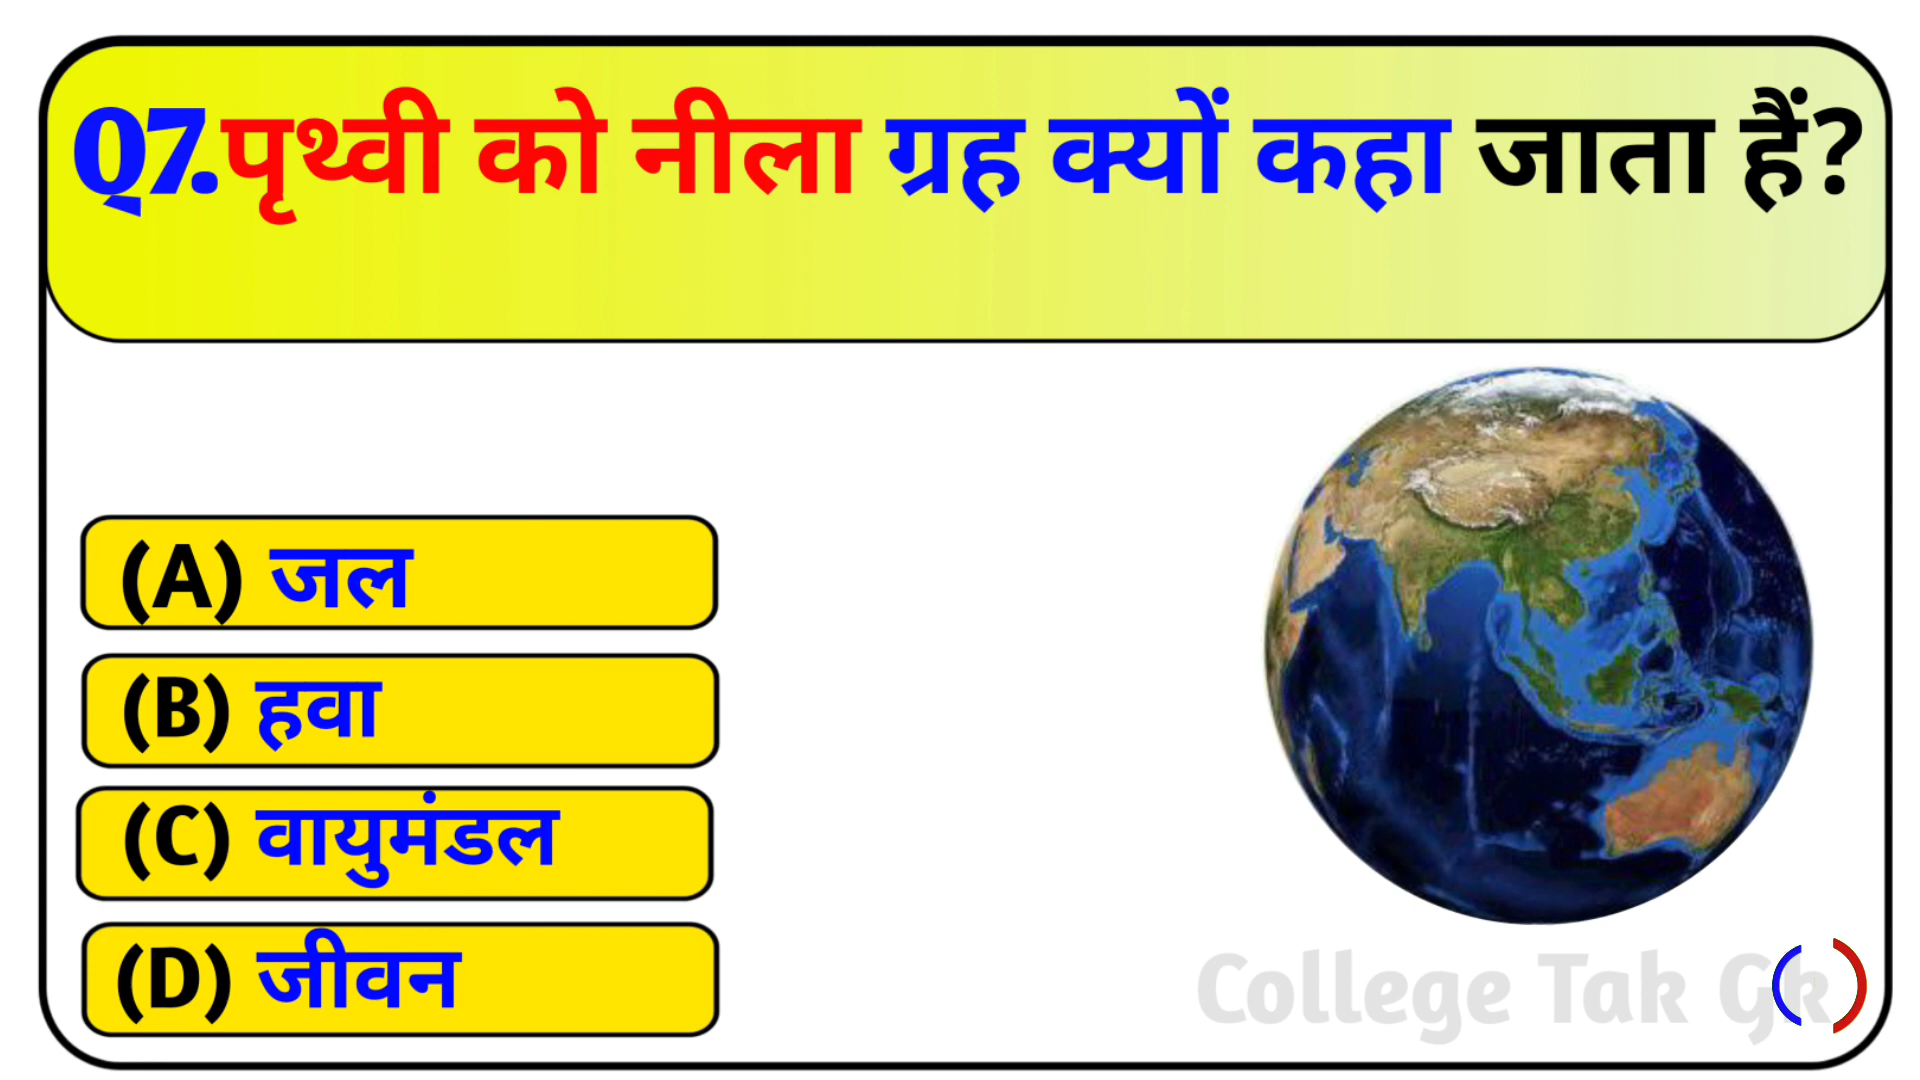 Q7.पृथ्वी को नीला ग्रह क्यों कहा जाता हैं?
(A) जल
(B) हवा
(C) वायुमंडल
(D) जीवन
College Tak Gk